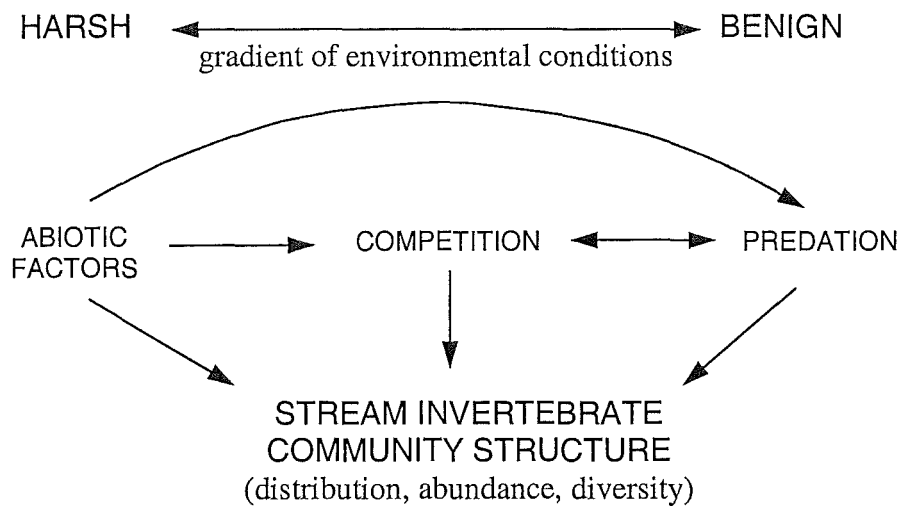 HARSH BENIGN
gradient of environmental conditions
ABIOTIC
FACTORS
COMPETITION
PREDATION
STREAM INVERTEBRATE
COMMUNITY STRUCTURE
(distribution, abundance, diversity)